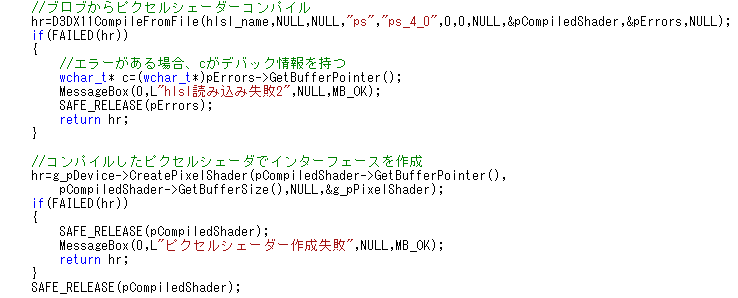 //ブロブからピクセルシェーダーコンパイル
hr=D3DX11CompileFromFile(hlsl_name,NULL,NULL,"ps","ps_4_0",0,0,NULL,&pCompiledShader,&pErrors,NULL);
if(FAILED(hr))
{
//エラーがある場合、cがデバック情報を持つ
wchar_t* c=(wchar_t*)pErrors->GetBufferPointer();
MessageBox(0,L"hlsl読み込み失敗2",NULL,MB_OK);
SAFE_RELEASE(pErrors);
return hr;
}
//コンパイルしたピクセルシェーダでインターフェースを作成
hr=g_pDevice->CreatePixelShader(pCompiledShader->GetBufferPointer(),
pCompiledShader->GetBufferSize(),NULL,&g_pPixelShader);
if(FAILED(hr))
{
SAFE_RELEASE(pCompiledShader);
MessageBox(0,L"ピクセルシェーダー作成失敗",NULL,MB_OK);
return hr;
}
SAFE_RELEASE(pCompiledShader);